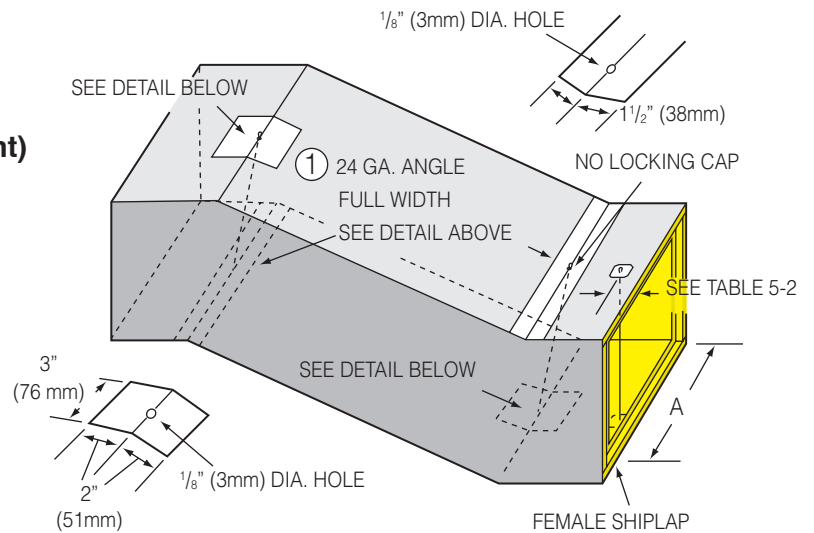 1/8” (3mm) DIA. HOLE
SEE DETAIL BELOW
1 1/2” (38mm)
nt)
NO LOCKING CAP
1 24 GA. ANGLE
FULL WIDTH
SEE DETAIL ABOVE
SEE TABLE 5-2
3”
(76 mm)
SEE DETAIL BELOW
A
1/8” (3mm) DIA. HOLE
2”
(51mm)
FEMALE SHIPLAP